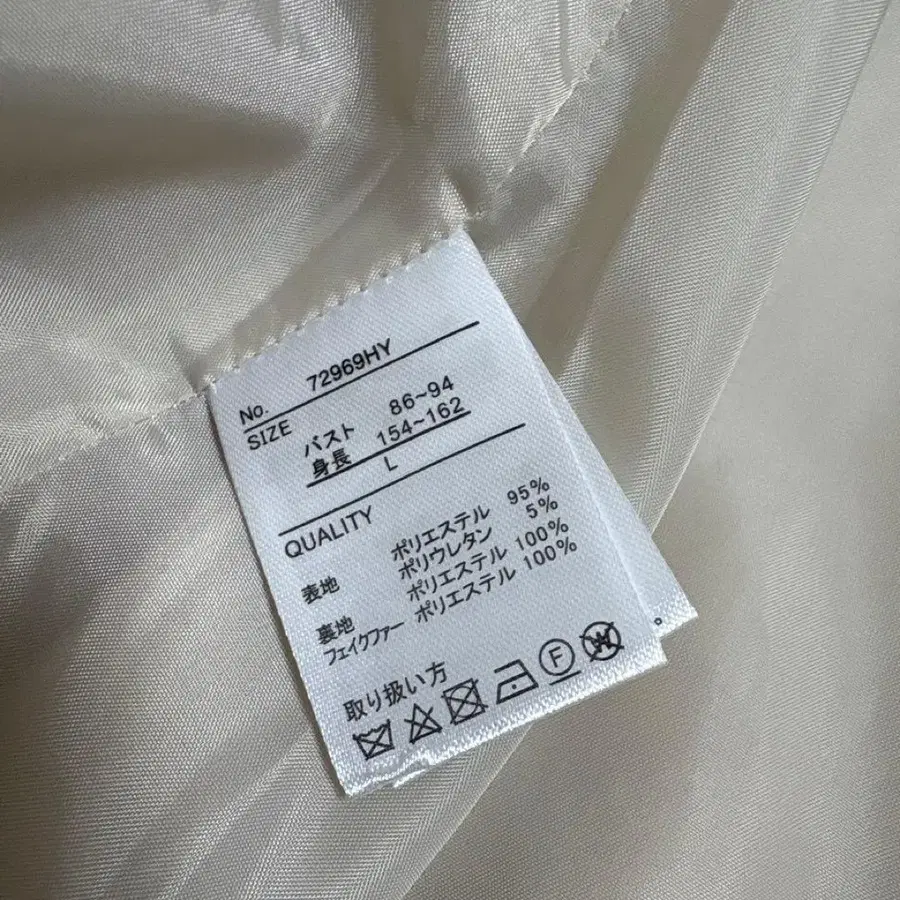 No. 72969HY
SIZE バスト 86~94
身長 154~162
L
QUALITY
表地 ポリエステル 95%
ポリウレタン 5%
裏地 ポリエステル 100%
フェイクファー ポリエステル 100%
取り扱い方
F W